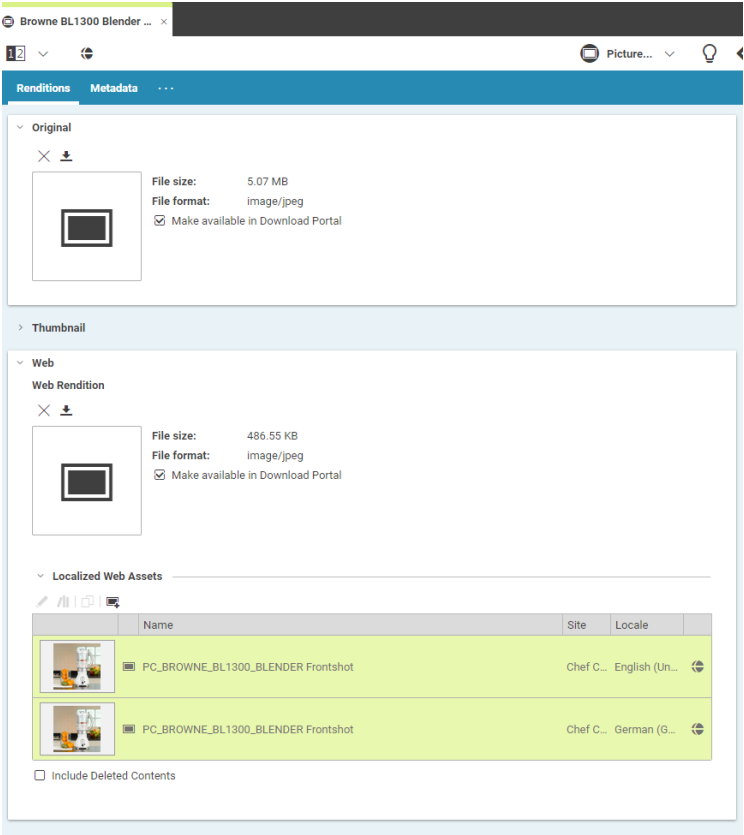 Browne BL1300 Blender ... ×
12
Picture...
Renditions Metadata ...
Original
File size: 5.07 MB
File format: image/jpeg
Make available in Download Portal
Thumbnail
Web
Web Rendition
File size: 486.55 KB
File format: image/jpeg
Make available in Download Portal
Localized Web Assets
Name Site Locale
PC_BROWNE_BL1300_BLENDER Frontshot Chef C... English (Un...
PC_BROWNE_BL1300_BLENDER Frontshot Chef C... German (G...
Include Deleted Contents